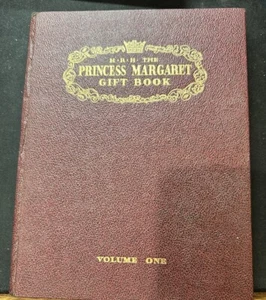 H·R·H· THE
PRINCESS MARGARET
GIFT BOOK
VOLUME ONE